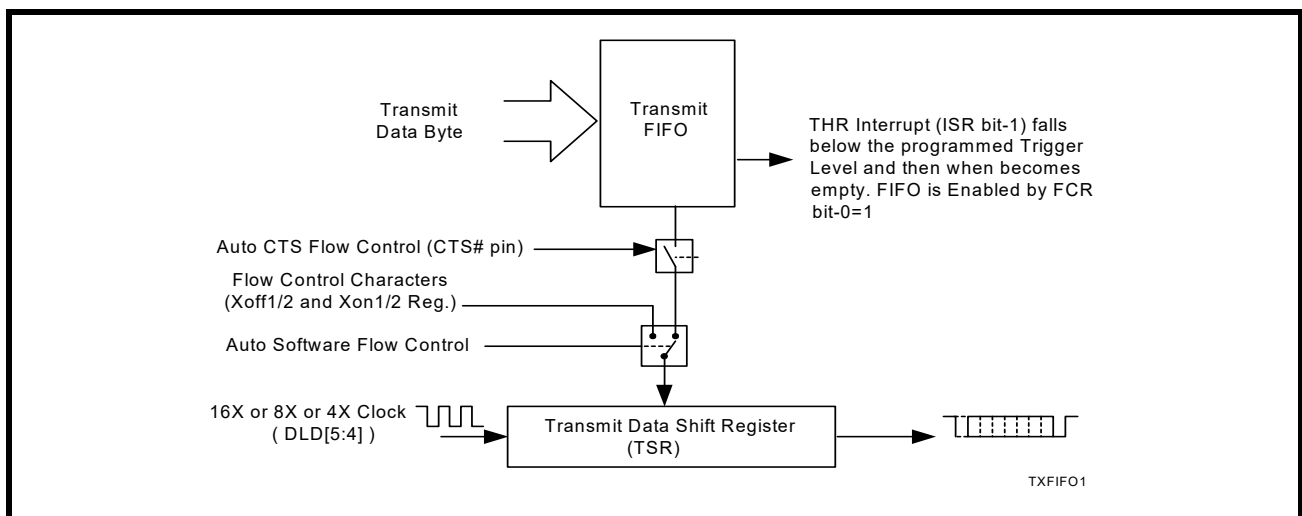 Transmit
Data Byte
Transmit
FIFO
THR Interrupt (ISR bit-1) falls
below the programmed Trigger
Level and then when becomes
empty. FIFO is Enabled by FCR
bit-0=1
Auto CTS Flow Control (CTS# pin)
Flow Control Characters
(Xoff1/2 and Xon1/2 Reg.)
Auto Software Flow Control
16X or 8X or 4X Clock
( DLD[5:4] )
Transmit Data Shift Register
(TSR)
TXFIFO1